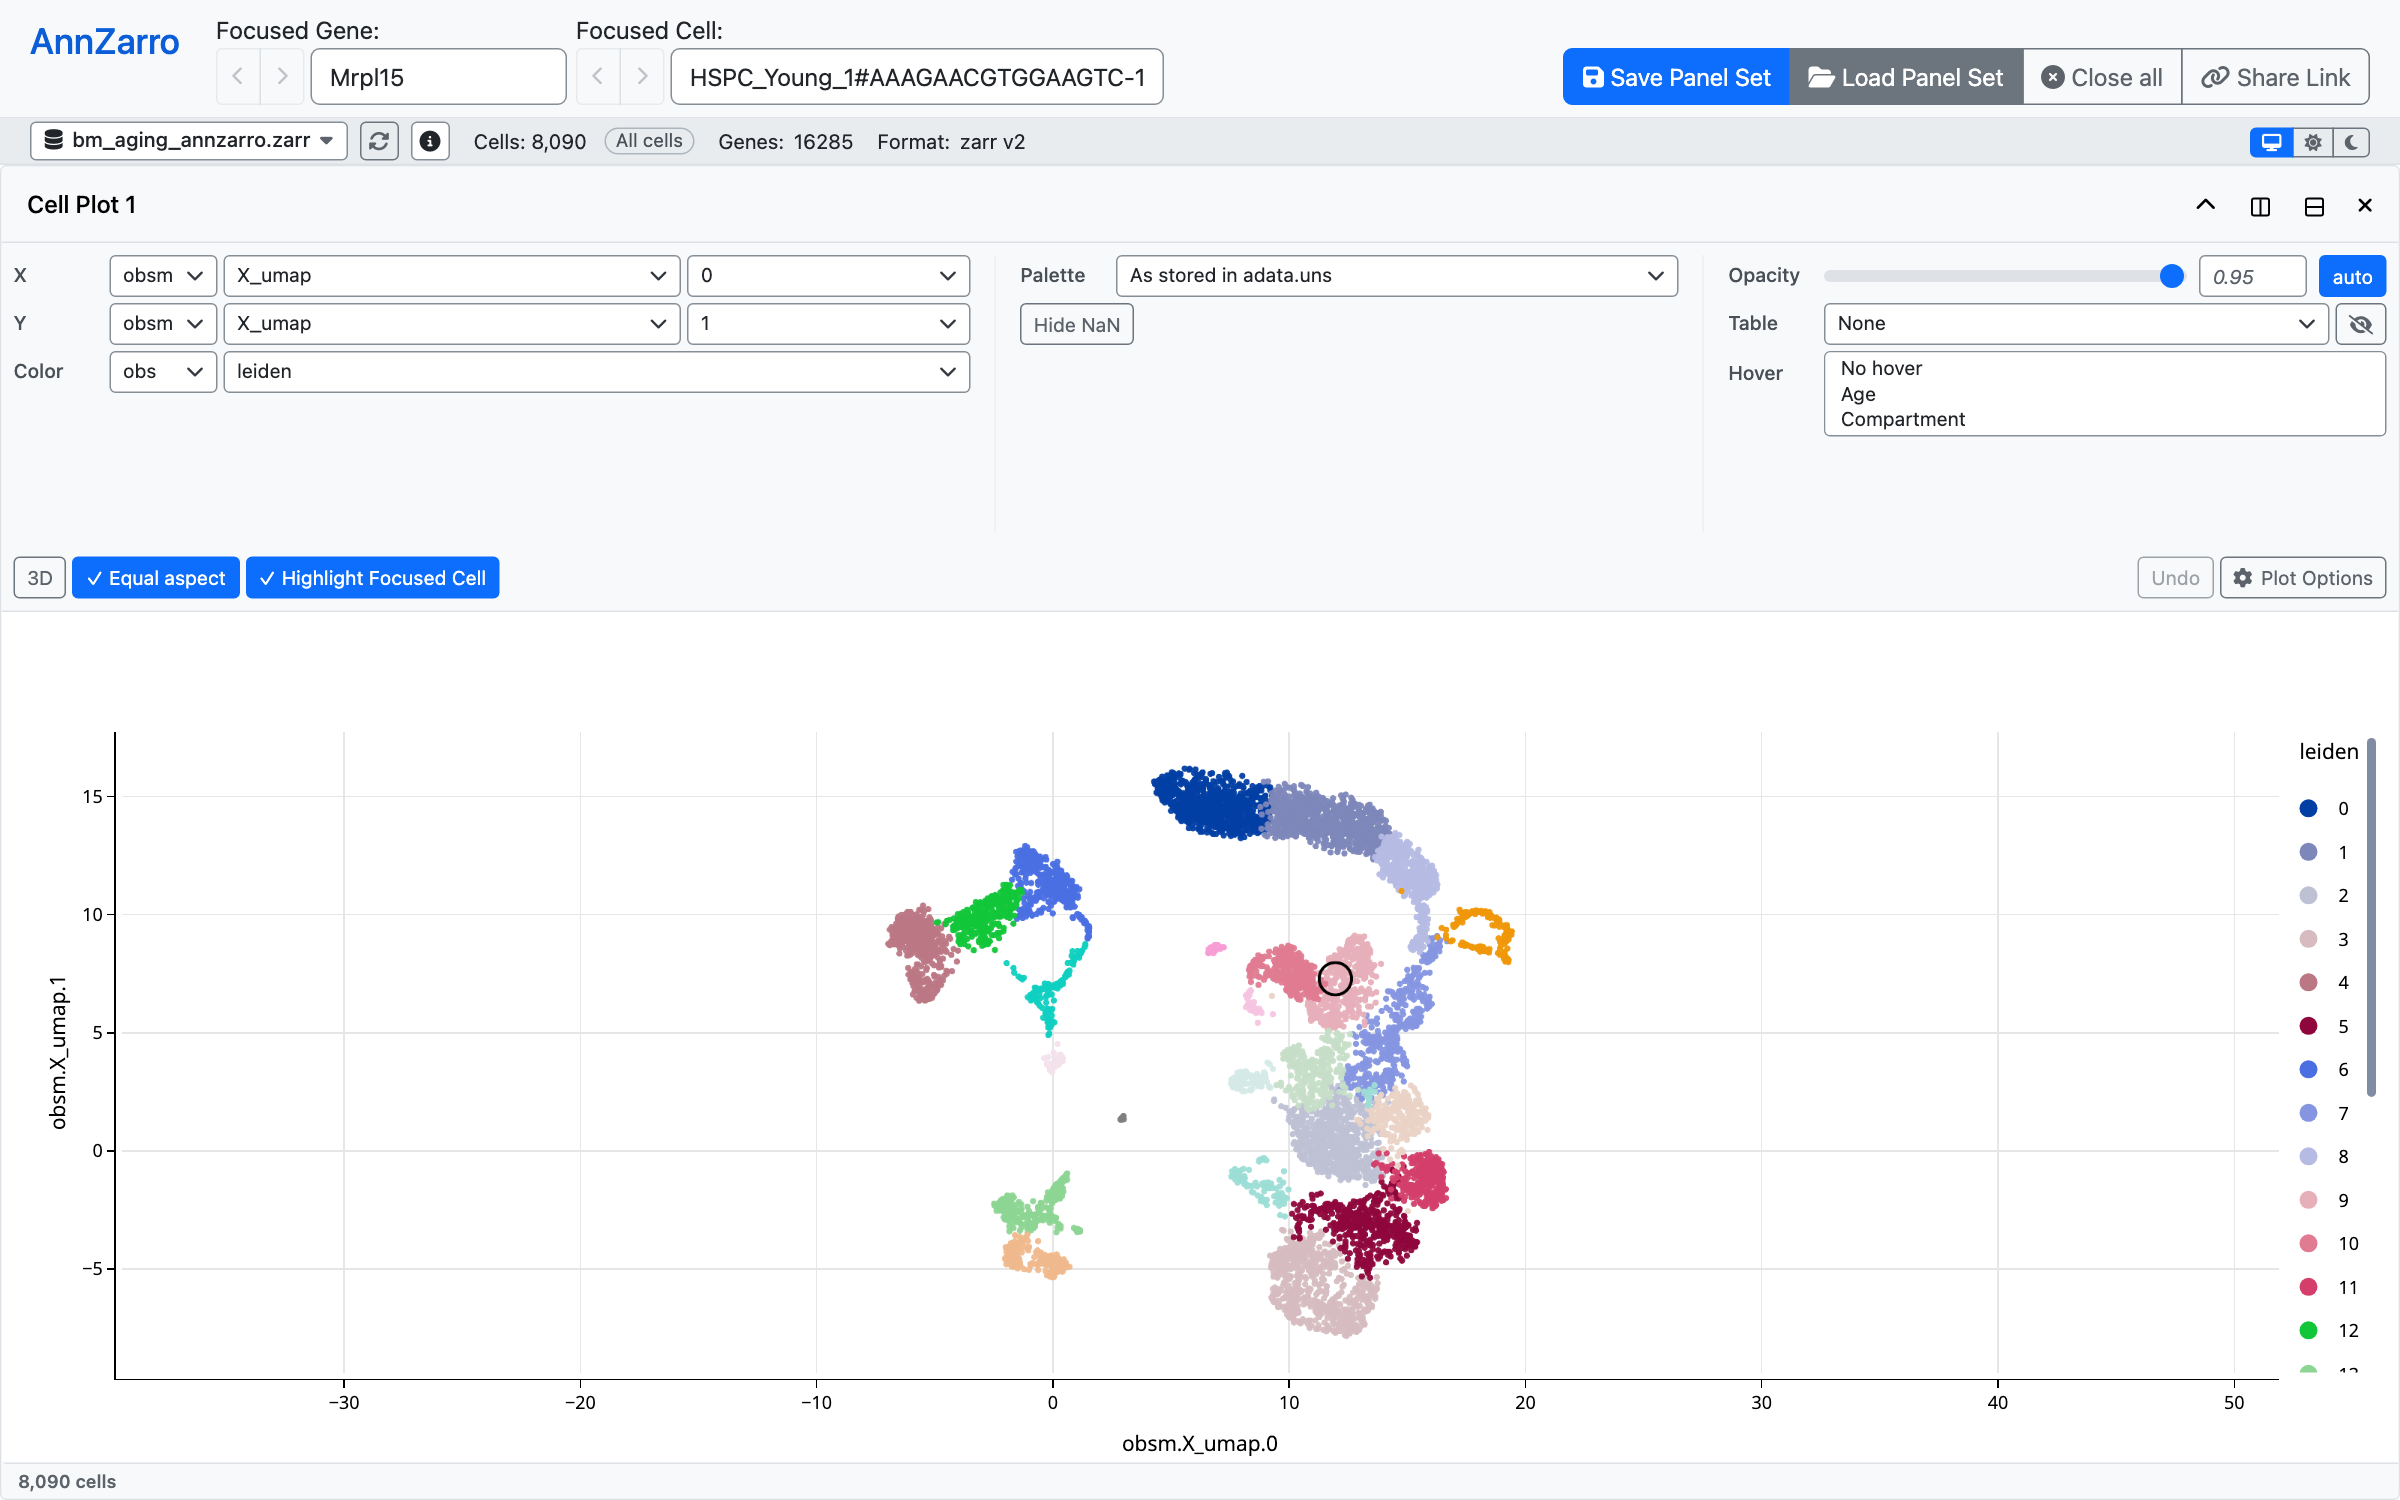 AnnZarro
Focused Gene:
Focused Cell:
Mrpl15
HSPC_Young_1#AAAGAACGTGGAAGTC-1
Save Panel Set
Load Panel Set
Close all
Share Link
bm_aging_annzarro.zarr
Cells: 8,090
All cells
Genes: 16285
Format: zarr v2
Cell Plot 1
X
obsm
X_umap
0
Palette
As stored in adata.uns
Opacity
0.95
auto
Y
obsm
X_umap
1
Hide NaN
Table
None
Color
obs
leiden
Hover
No hover
Age
Compartment
3D
Equal aspect
Highlight Focused Cell
Undo
Plot Options
leiden
0
1
2
3
4
5
6
7
8
9
10
11
12
15
10
5
0
−5
obsm.X_umap.1
−30
−20
−10
0
10
20
30
40
50
obsm.X_umap.0
8,090 cells